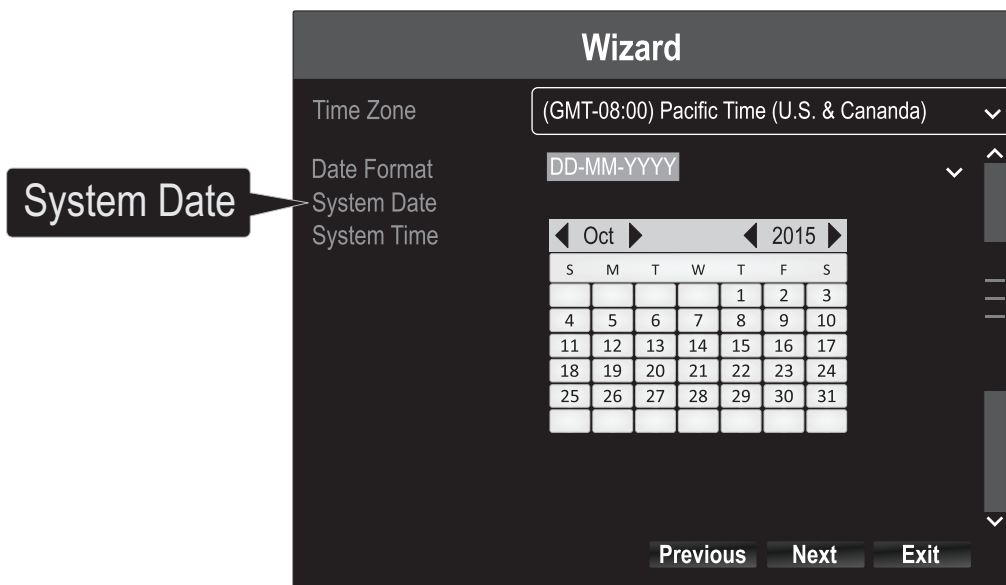 Wizard
Time Zone (GMT-08:00) Pacific Time (U.S. & Cananda)
Date Format DD-MM-YYYY
System Date
System Date
System Time
Oct 2015
S M T W T F S
1 2 3
4 5 6 7 8 9 10
11 12 13 14 15 16 17
18 19 20 21 22 23 24
25 26 27 28 29 30 31
Previous Next Exit